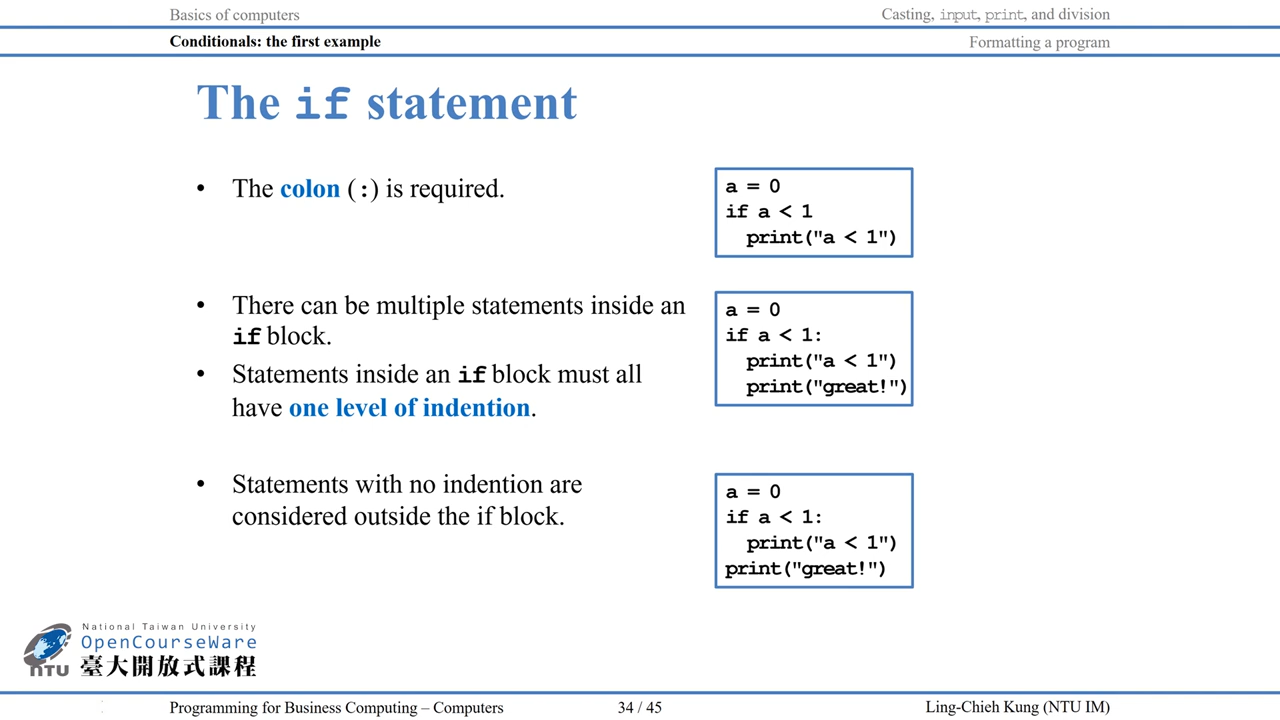 Basics of computers
Casting, input, print, and division
Conditionals: the first example
Formatting a program
The if statement
• The colon (:) is required.
a = 0
if a < 1
  print("a < 1")
• There can be multiple statements inside an
if block.
• Statements inside an if block must all
have one level of indention.
a = 0
if a < 1:
  print("a < 1")
  print("great!")
• Statements with no indention are
considered outside the if block.
a = 0
if a < 1:
  print("a < 1")
print("great!")
National Taiwan University
OpenCourseWare
NTU 臺大開放式課程
Programming for Business Computing – Computers
34 / 45
Ling-Chieh Kung (NTU IM)